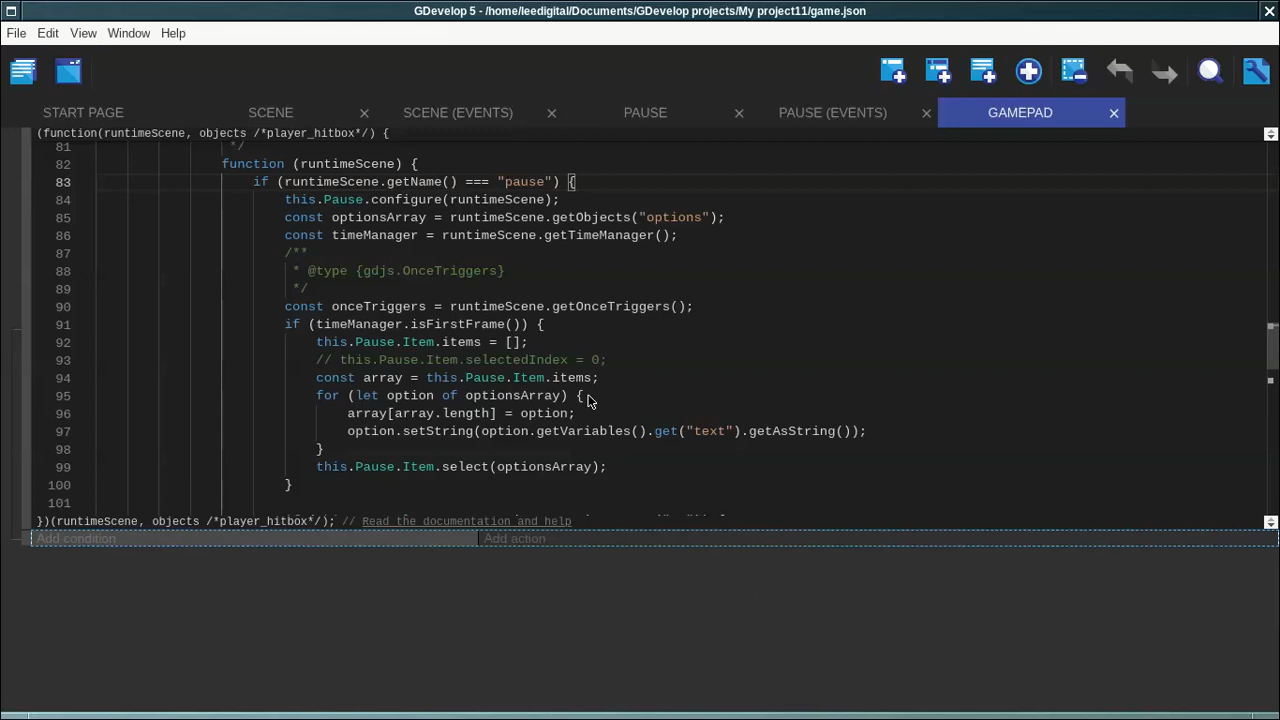 GDevelop 5 - /home/leedigital/Documents/GDevelop projects/My project11/game.json
File Edit View Window Help
START PAGE SCENE SCENE (EVENTS) PAUSE PAUSE (EVENTS) GAMEPAD
(function(runtimeScene, objects /*player_hitbox*/) {
81 */
82 function (runtimeScene) {
83 if (runtimeScene.getName() === "pause") {
84 this.Pause.configure(runtimeScene);
85 const optionsArray = runtimeScene.getObjects("options");
86 const timeManager = runtimeScene.getTimeManager();
87 /**
88 * @type {gdjs.OnceTriggers}
89 */
90 const onceTriggers = runtimeScene.getOnceTriggers();
91 if (timeManager.isFirstFrame()) {
92 this.Pause.Item.items = [];
93 // this.Pause.Item.selectedIndex = 0;
94 const array = this.Pause.Item.items;
95 for (let option of optionsArray) {
96 array[array.length] = option;
97 option.setString(option.getVariables().get("text").getAsString());
98 }
99 this.Pause.Item.select(optionsArray);
100 }
101
})(runtimeScene, objects /*player_hitbox*/); // Read the documentation and help
Add condition Add action